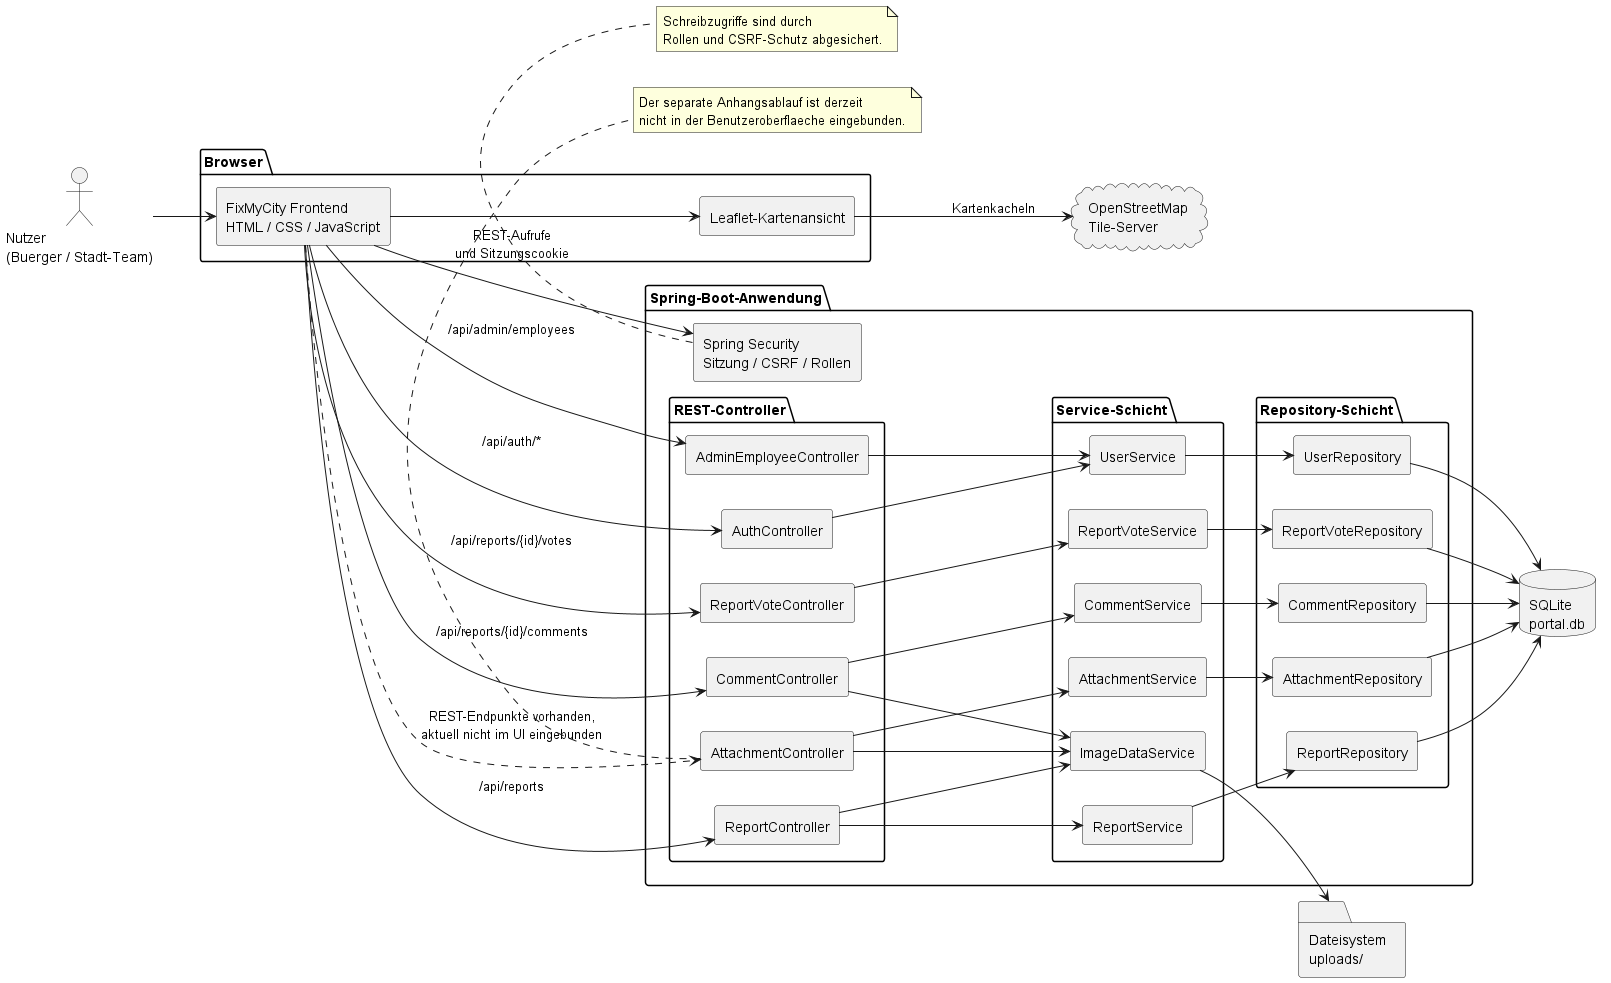 Schreibzugriffe sind durch
Rollen und CSRF-Schutz abgesichert.
Der separate Anhangsablauf ist derzeit
nicht in der Benutzeroberflaeche eingebunden.
Browser
Nutzer
(Buerger / Stadt-Team)
FixMyCity Frontend
HTML / CSS / JavaScript
Leaflet-Kartenansicht
Kartenkacheln
OpenStreetMap
Tile-Server
REST-Aufrufe
und Sitzungscookie
Spring-Boot-Anwendung
Spring Security
Sitzung / CSRF / Rollen
/api/admin/employees
/api/auth/*
/api/reports/{id}/votes
/api/reports/{id}/comments
REST-Endpunkte vorhanden,
aktuell nicht im UI eingebunden
/api/reports
REST-Controller
AdminEmployeeController
AuthController
ReportVoteController
CommentController
AttachmentController
ReportController
Service-Schicht
UserService
ReportVoteService
CommentService
AttachmentService
ImageDataService
ReportService
Repository-Schicht
UserRepository
ReportVoteRepository
CommentRepository
AttachmentRepository
ReportRepository
SQLite
portal.db
Dateisystem
uploads/